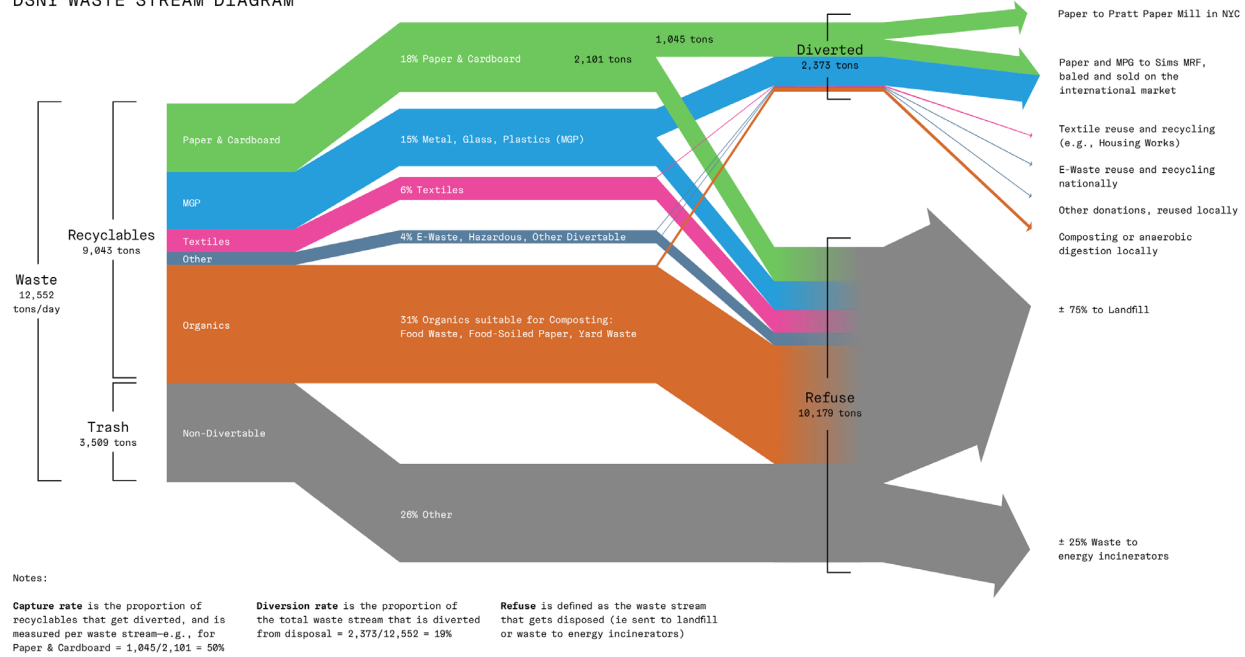 DSNY WASTE STREAM DIAGRAM
Waste
12,552
tons/day
Recyclables
9,043 tons
Trash
3,509 tons
Paper & Cardboard
MGP
Textiles
Other
Organics
Non-Divertable
18% Paper & Cardboard
2,101 tons
1,045 tons
15% Metal, Glass, Plastics (MGP)
6% Textiles
4% E-Waste, Hazardous, Other Divertable
31% Organics suitable for Composting:
Food Waste, Food-Soiled Paper, Yard Waste
26% Other
Diverted
2,373 tons
Refuse
10,179 tons
Paper to Pratt Paper Mill in NYC
Paper and MPG to Sims MRF,
baled and sold on the
international market
Textile reuse and recycling
(e.g., Housing Works)
E-Waste reuse and recycling
nationally
Other donations, reused locally
Composting or anaerobic
digestion locally
± 75% to Landfill
± 25% Waste to
energy incinerators
Notes:
Capture rate is the proportion of
recyclables that get diverted, and is
measured per waste stream—e.g., for
Paper & Cardboard = 1,045/2,101 = 50%
Diversion rate is the proportion of
the total waste stream that is diverted
from disposal = 2,373/12,552 = 19%
Refuse is defined as the waste stream
that gets disposed (ie sent to landfill
or waste to energy incinerators)